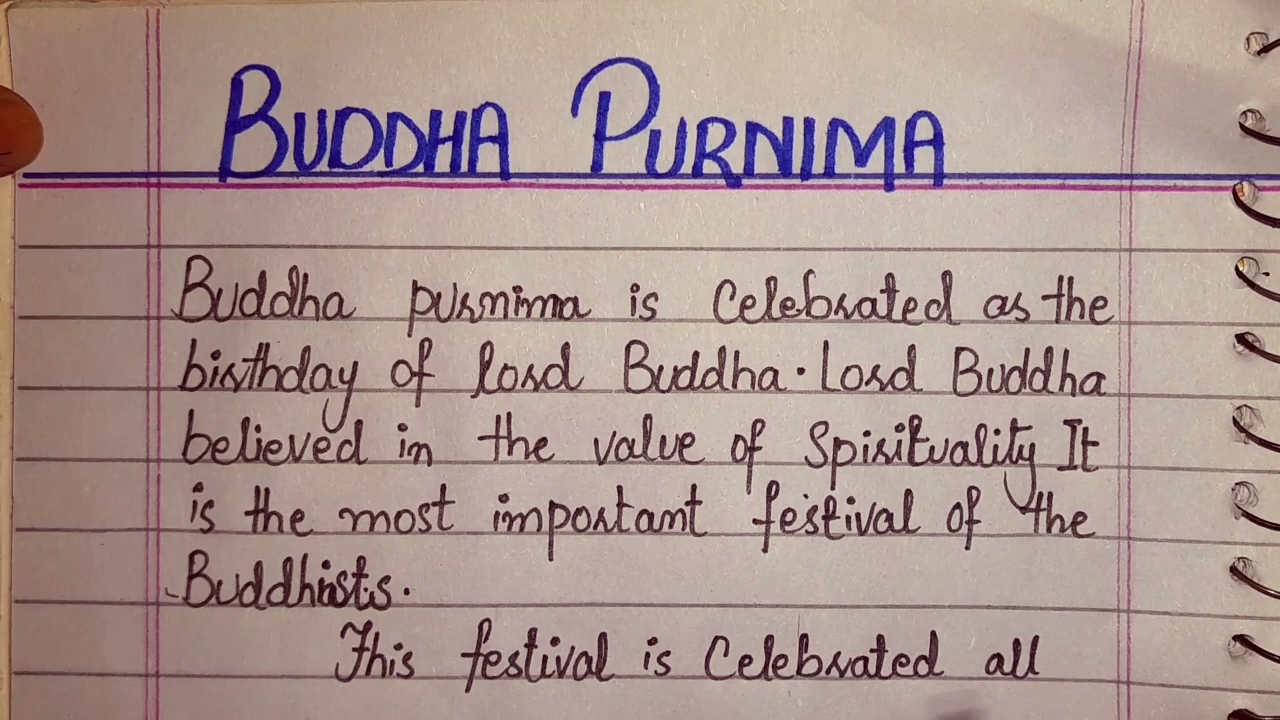 BUDDHA PURNIMA
Buddha purnima is Celebrated as the
birthday of lord Buddha. Lord Buddha
believed in the value of Spirituality It
is the most important festival of the
Buddhists.
This festival is Celebrated all